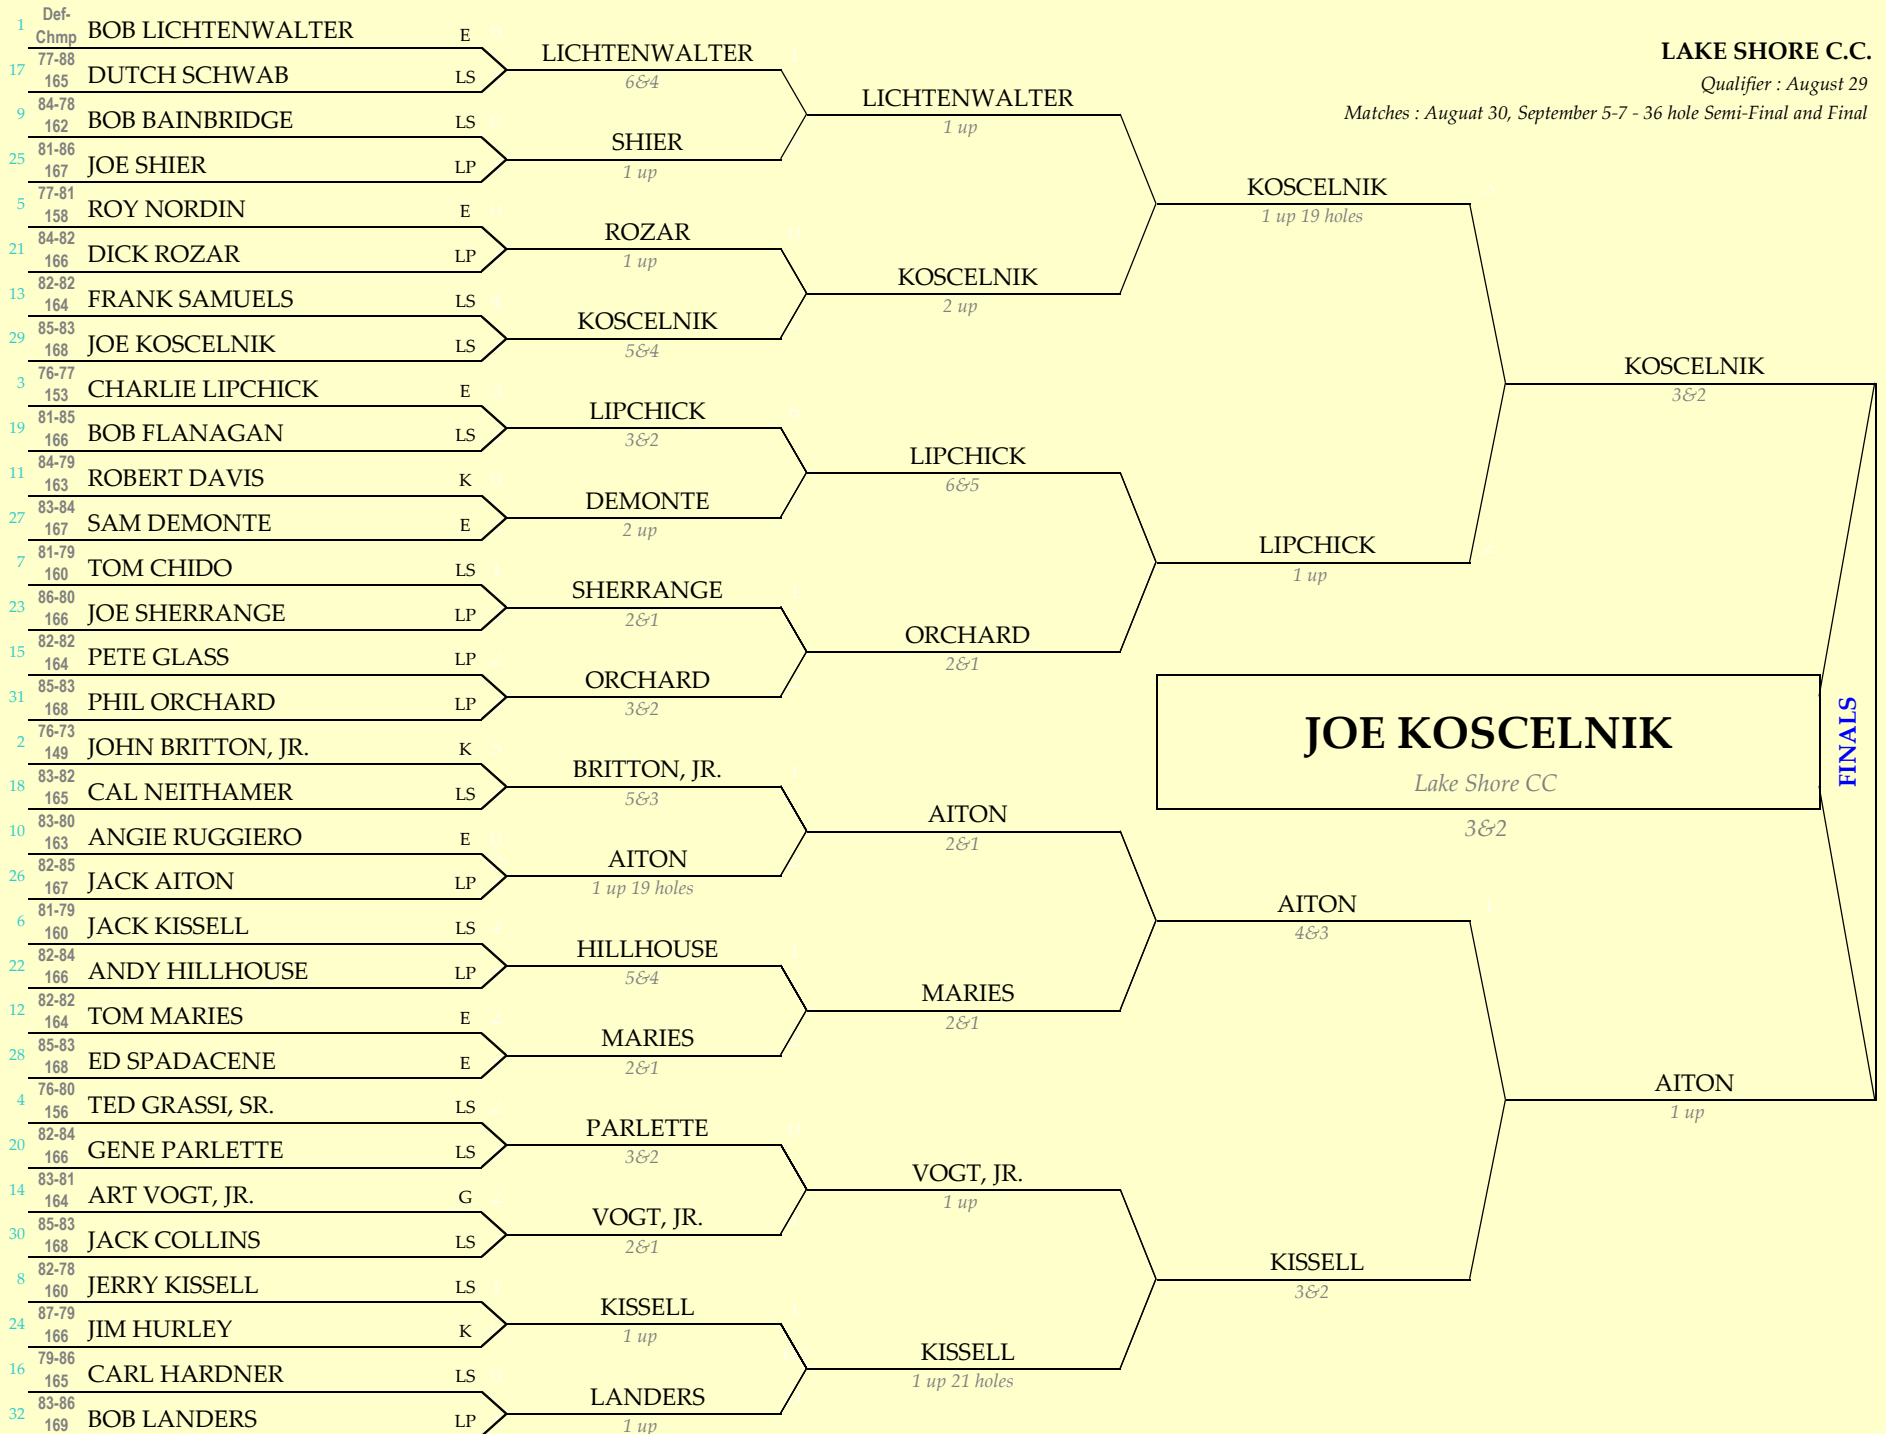 LAKE SHORE C.C.
Qualifier : August 29
Matches : Auguat 30, September 5-7 - 36 hole Semi-Final and Final
1 Def-Chmp BOB LICHTENWALTER E
17 77-88 165 DUTCH SCHWAB LS
9 84-78 162 BOB BAINBRIDGE LS
25 81-86 167 JOE SHIER LP
5 77-81 158 ROY NORDIN E
21 84-82 166 DICK ROZAR LP
13 82-82 164 FRANK SAMUELS LS
29 85-83 168 JOE KOSCELNIK LS
3 76-77 153 CHARLIE LIPCHICK E
19 81-85 166 BOB FLANAGAN LS
11 84-79 163 ROBERT DAVIS K
27 83-84 167 SAM DEMONTE E
7 81-79 160 TOM CHIDO LS
23 86-80 166 JOE SHERRANGE LP
15 82-82 164 PETE GLASS LP
31 85-83 168 PHIL ORCHARD LP
2 76-73 149 JOHN BRITTON, JR. K
18 83-82 165 CAL NEITHAMER LS
10 83-80 163 ANGIE RUGGIERO E
26 82-85 167 JACK AITON LP
6 81-79 160 JACK KISSELL LS
22 82-84 166 ANDY HILLHOUSE LP
12 82-82 164 TOM MARIES E
28 85-83 168 ED SPADACENE E
4 76-80 156 TED GRASSI, SR. LS
20 82-84 166 GENE PARLETTE LS
14 83-81 164 ART VOGT, JR. G
30 85-83 168 JACK COLLINS LS
8 82-78 160 JERRY KISSELL LS
24 87-79 166 JIM HURLEY K
16 79-86 165 CARL HARDNER LS
32 83-86 169 BOB LANDERS LP
LICHTENWALTER
6&4
SHIER
1 up
ROZAR
1 up
KOSCELNIK
5&4
LIPCHICK
3&2
DEMONTE
2 up
SHERRANGE
2&1
ORCHARD
3&2
BRITTON, JR.
5&3
AITON
1 up 19 holes
HILLHOUSE
5&4
MARIES
2&1
PARLETTE
3&2
VOGT, JR.
2&1
KISSELL
1 up
LANDERS
1 up
LICHTENWALTER
1 up
KOSCELNIK
2 up
LIPCHICK
6&5
ORCHARD
2&1
AITON
2&1
MARIES
2&1
VOGT, JR.
1 up
KISSELL
1 up 21 holes
KOSCELNIK
1 up 19 holes
LIPCHICK
1 up
AITON
4&3
KISSELL
3&2
KOSCELNIK
3&2
AITON
1 up
JOE KOSCELNIK
Lake Shore CC
3&2
FINALS